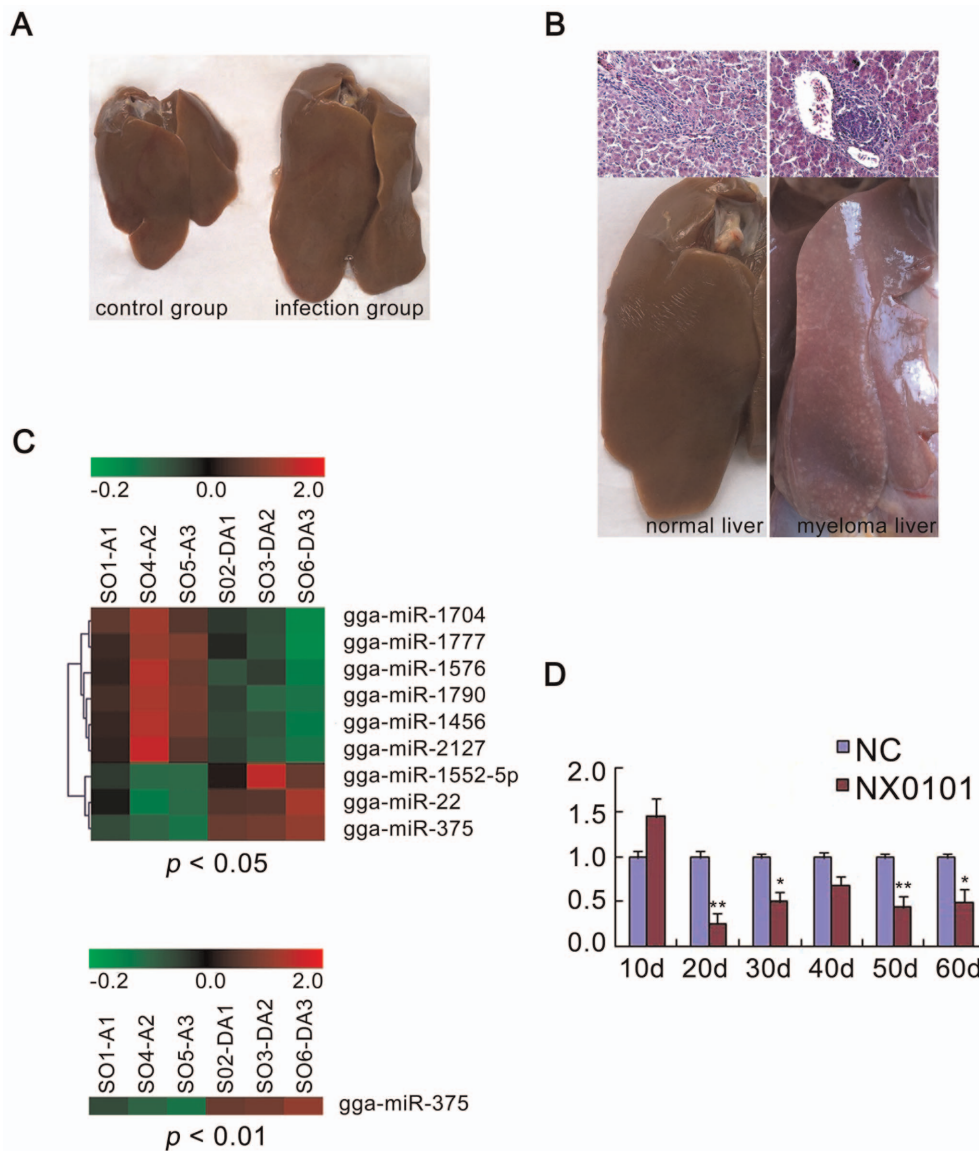 A
control group
infection group
B
normal liver
myeloma liver
C
-0.2 0.0 2.0
SO1-A1
SO4-A2
SO5-A3
S02-DA1
SO3-DA2
SO6-DA3
gga-miR-1704
gga-miR-1777
gga-miR-1576
gga-miR-1790
gga-miR-1456
gga-miR-2127
gga-miR-1552-5p
gga-miR-22
gga-miR-375
p < 0.05
-0.2 0.0 2.0
SO1-A1
SO4-A2
SO5-A3
S02-DA1
SO3-DA2
SO6-DA3
gga-miR-375
p < 0.01
D
NC
NX0101
2.0
1.5
1.0
0.5
0.0
** * ** *
10d 20d 30d 40d 50d 60d